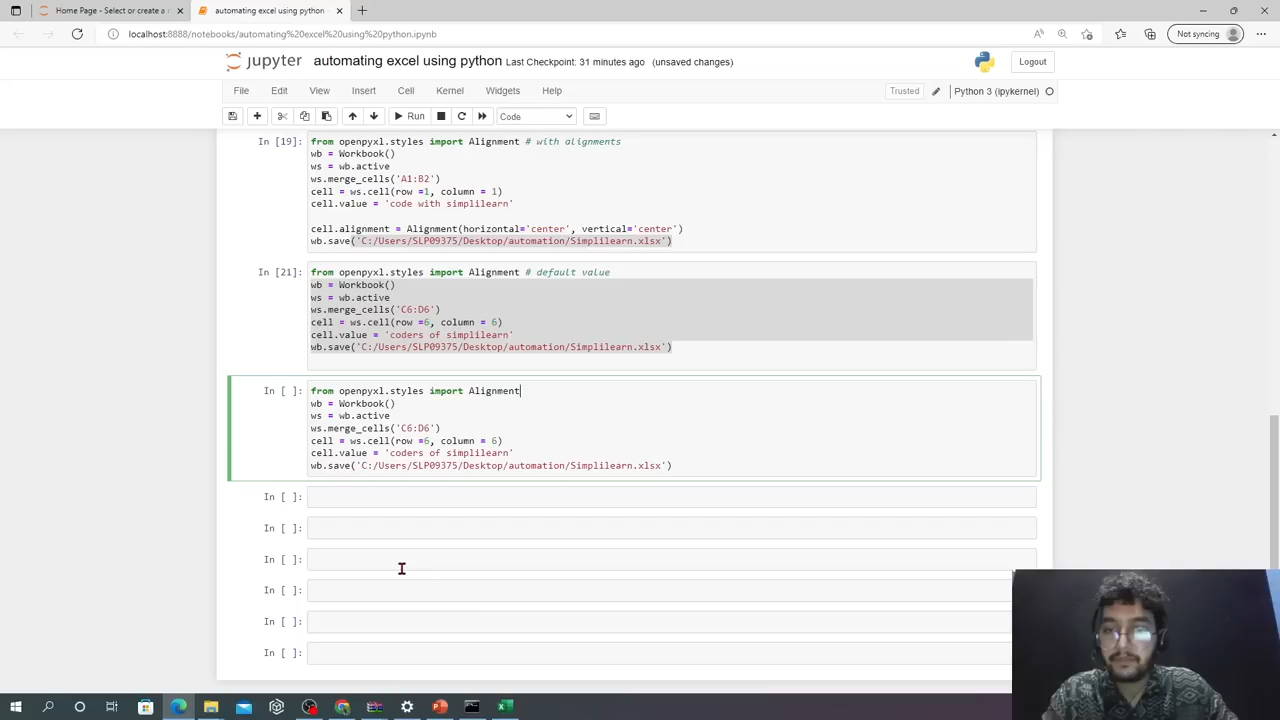 Home Page - Select or create a n
automating excel using python -
localhost:8888/notebooks/automating%20excel%20using%20python.ipynb
Not syncing
jupyter automating excel using python Last Checkpoint: 31 minutes ago (unsaved changes)
Logout
File Edit View Insert Cell Kernel Widgets Help
Trusted Python 3 (ipykernel)
Run Code
In [19]:
from openpyxl.styles import Alignment # with alignments
wb = Workbook()
ws = wb.active
ws.merge_cells('A1:B2')
cell = ws.cell(row =1, column = 1)
cell.value = 'code with simplilearn'
cell.alignment = Alignment(horizontal='center', vertical='center')
wb.save('C:/Users/SLP09375/Desktop/automation/Simplilearn.xlsx')
In [21]:
from openpyxl.styles import Alignment # default value
wb = Workbook()
ws = wb.active
ws.merge_cells('C6:D6')
cell = ws.cell(row =6, column = 6)
cell.value = 'coders of simplilearn'
wb.save('C:/Users/SLP09375/Desktop/automation/Simplilearn.xlsx')
In [ ]:
from openpyxl.styles import Alignment
wb = Workbook()
ws = wb.active
ws.merge_cells('C6:D6')
cell = ws.cell(row =6, column = 6)
cell.value = 'coders of simplilearn'
wb.save('C:/Users/SLP09375/Desktop/automation/Simplilearn.xlsx')
In [ ]:
In [ ]:
In [ ]:
In [ ]:
In [ ]:
In [ ]: